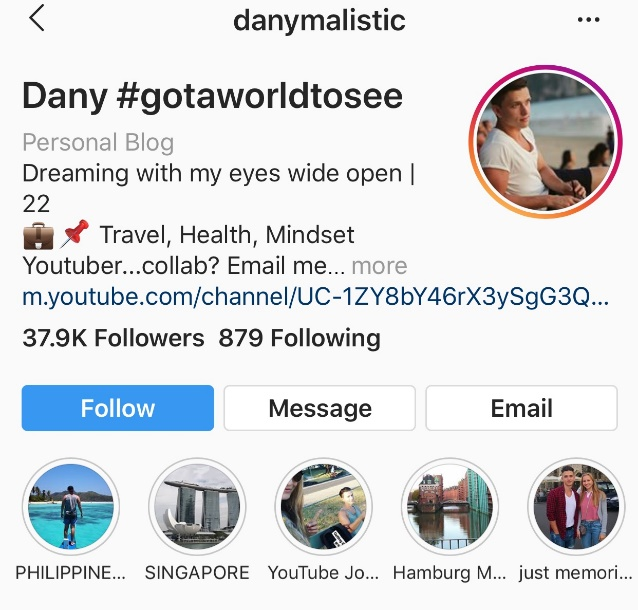 danymalistic
Dany #gotaworldtosee
Personal Blog
Dreaming with my eyes wide open |
22
Travel, Health, Mindset
Youtuber...collab? Email me... more
m.youtube.com/channel/UC-1ZY8bY46rX3ySgG3Q...
37.9K Followers 879 Following
Follow Message Email
PHILIPPINE... SINGAPORE YouTube Jo... Hamburg M... just memori...